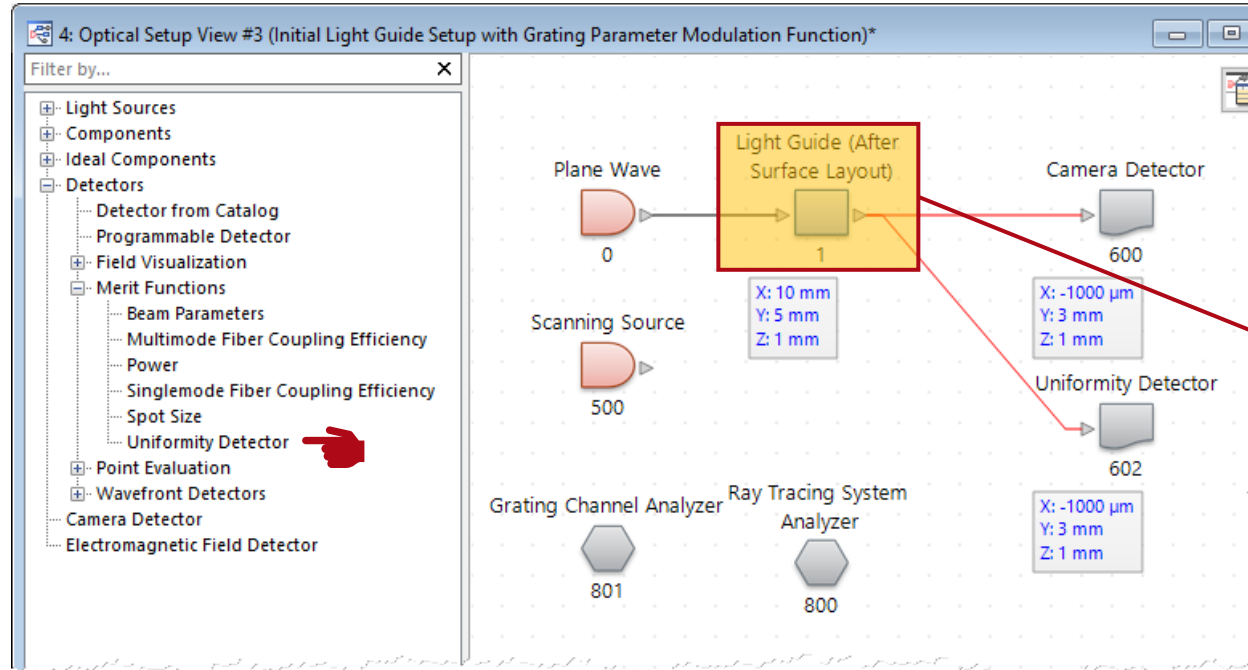 4: Optical Setup View #3 (Initial Light Guide Setup with Grating Parameter Modulation Function)*
Filter by...
Light Sources
Components
Ideal Components
Detectors
Detector from Catalog
Programmable Detector
Field Visualization
Merit Functions
Beam Parameters
Multimode Fiber Coupling Efficiency
Power
Singlemode Fiber Coupling Efficiency
Spot Size
Uniformity Detector
Point Evaluation
Wavefront Detectors
Camera Detector
Electromagnetic Field Detector
Plane Wave
0
Light Guide (After
Surface Layout)
1
X: 10 mm
Y: 5 mm
Z: 1 mm
Camera Detector
600
X: -1000 µm
Y: 3 mm
Z: 1 mm
Scanning Source
500
Uniformity Detector
602
X: -1000 µm
Y: 3 mm
Z: 1 mm
Grating Channel Analyzer
801
Ray Tracing System
Analyzer
800